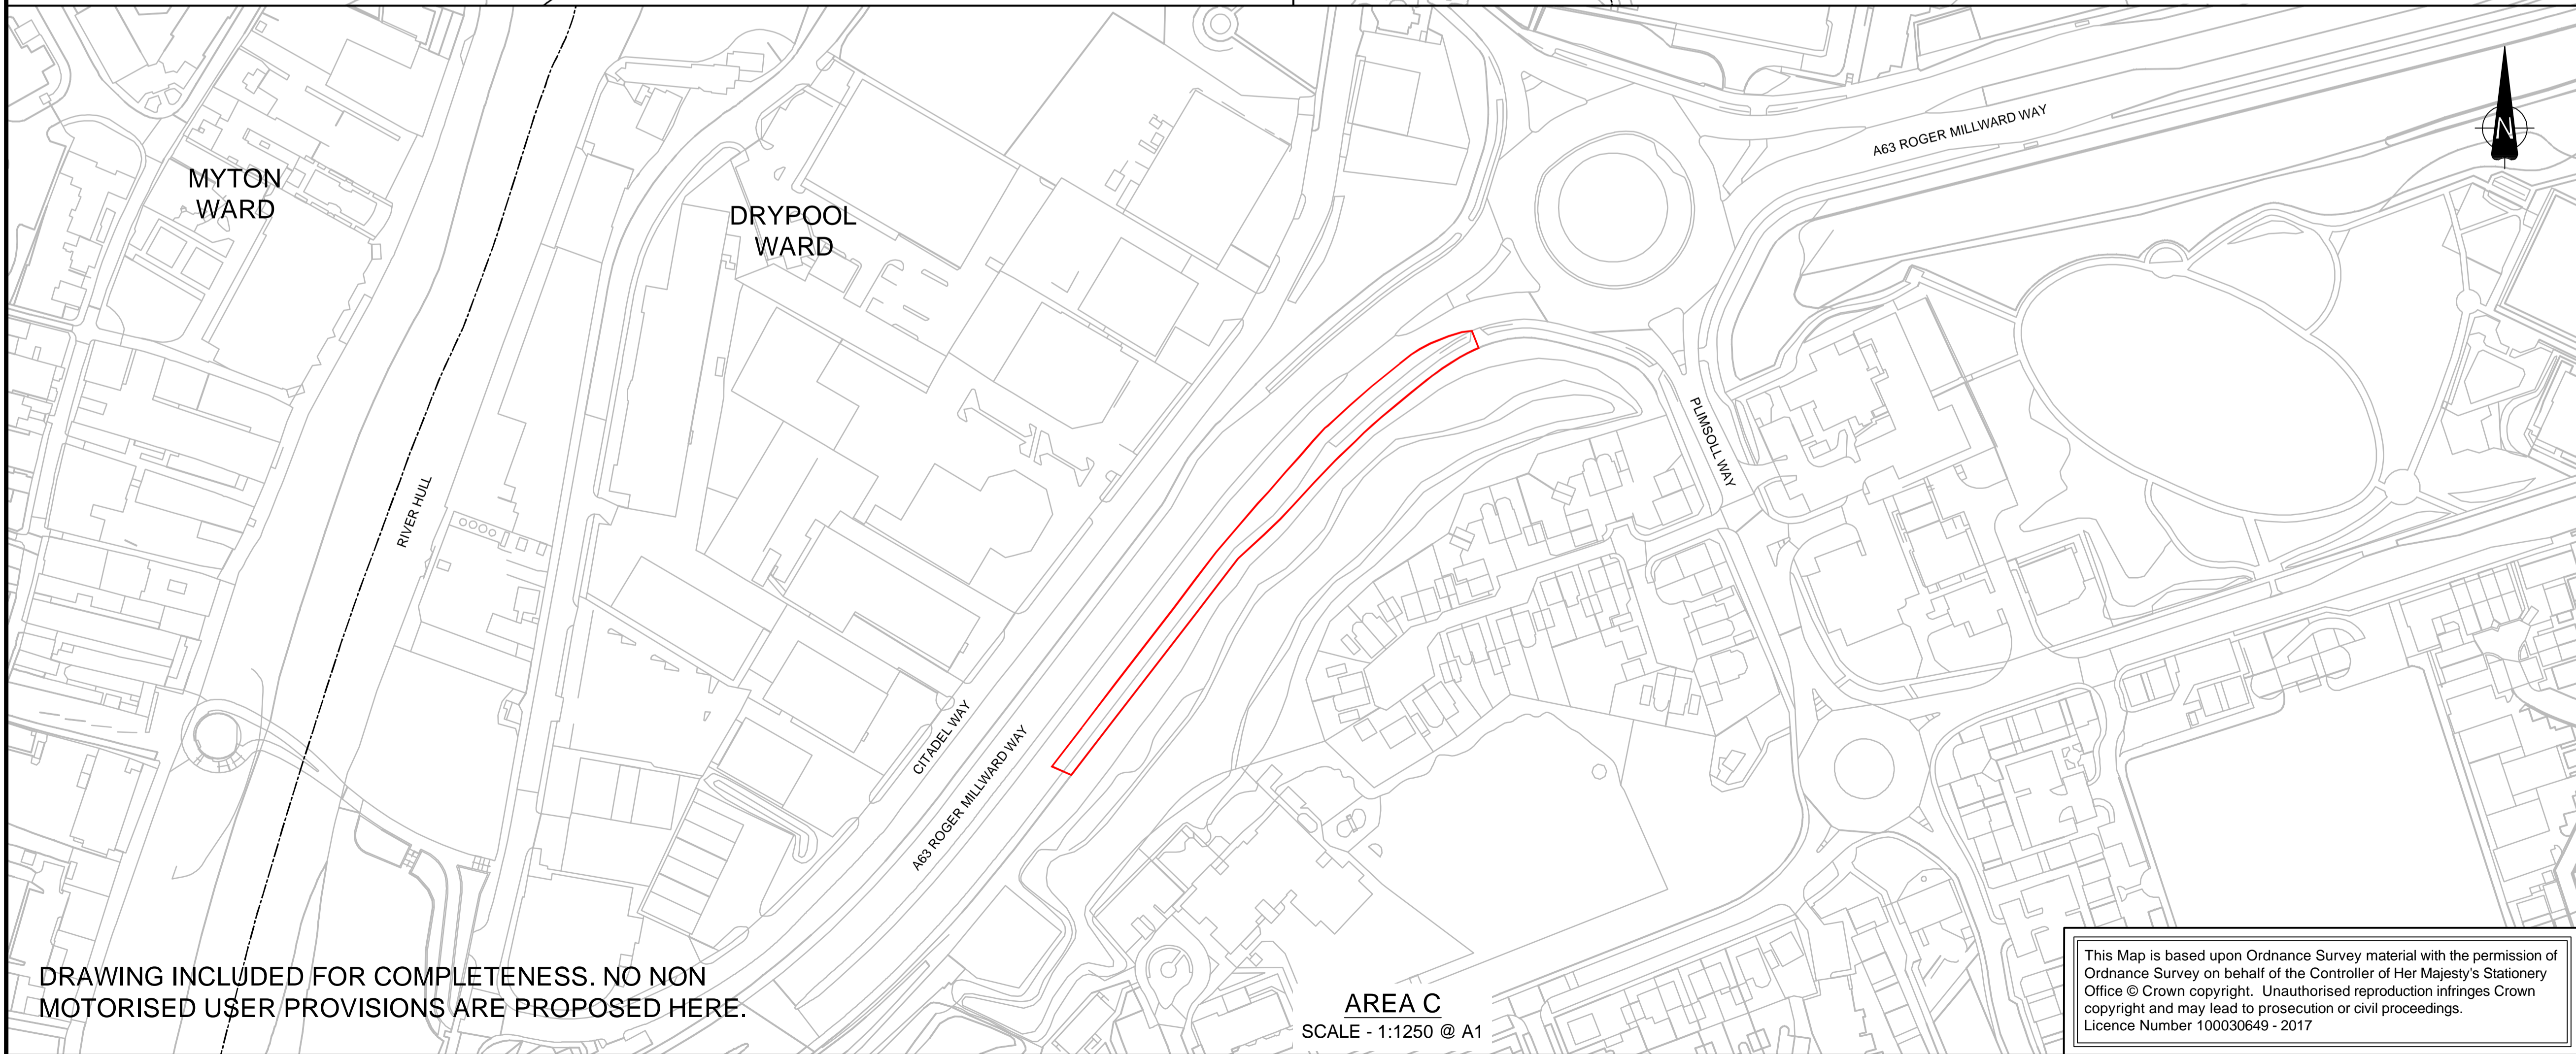 A63 ROGER MILLWARD WAY
N
MYTON
WARD
DRYPOOL
WARD
PLIMSOLL WAY
RIVER HULL
CITADEL WAY
A63 ROGER MILLWARD WAY
DRAWING INCLUDED FOR COMPLETENESS. NO NON
MOTORISED USER PROVISIONS ARE PROPOSED HERE.
AREA C
SCALE - 1:1250 @ A1
This Map is based upon Ordnance Survey material with the permission of
Ordnance Survey on behalf of the Controller of Her Majesty's Stationery
Office © Crown copyright. Unauthorised reproduction infringes Crown
copyright and may lead to prosecution or civil proceedings.
Licence Number 100030649 - 2017